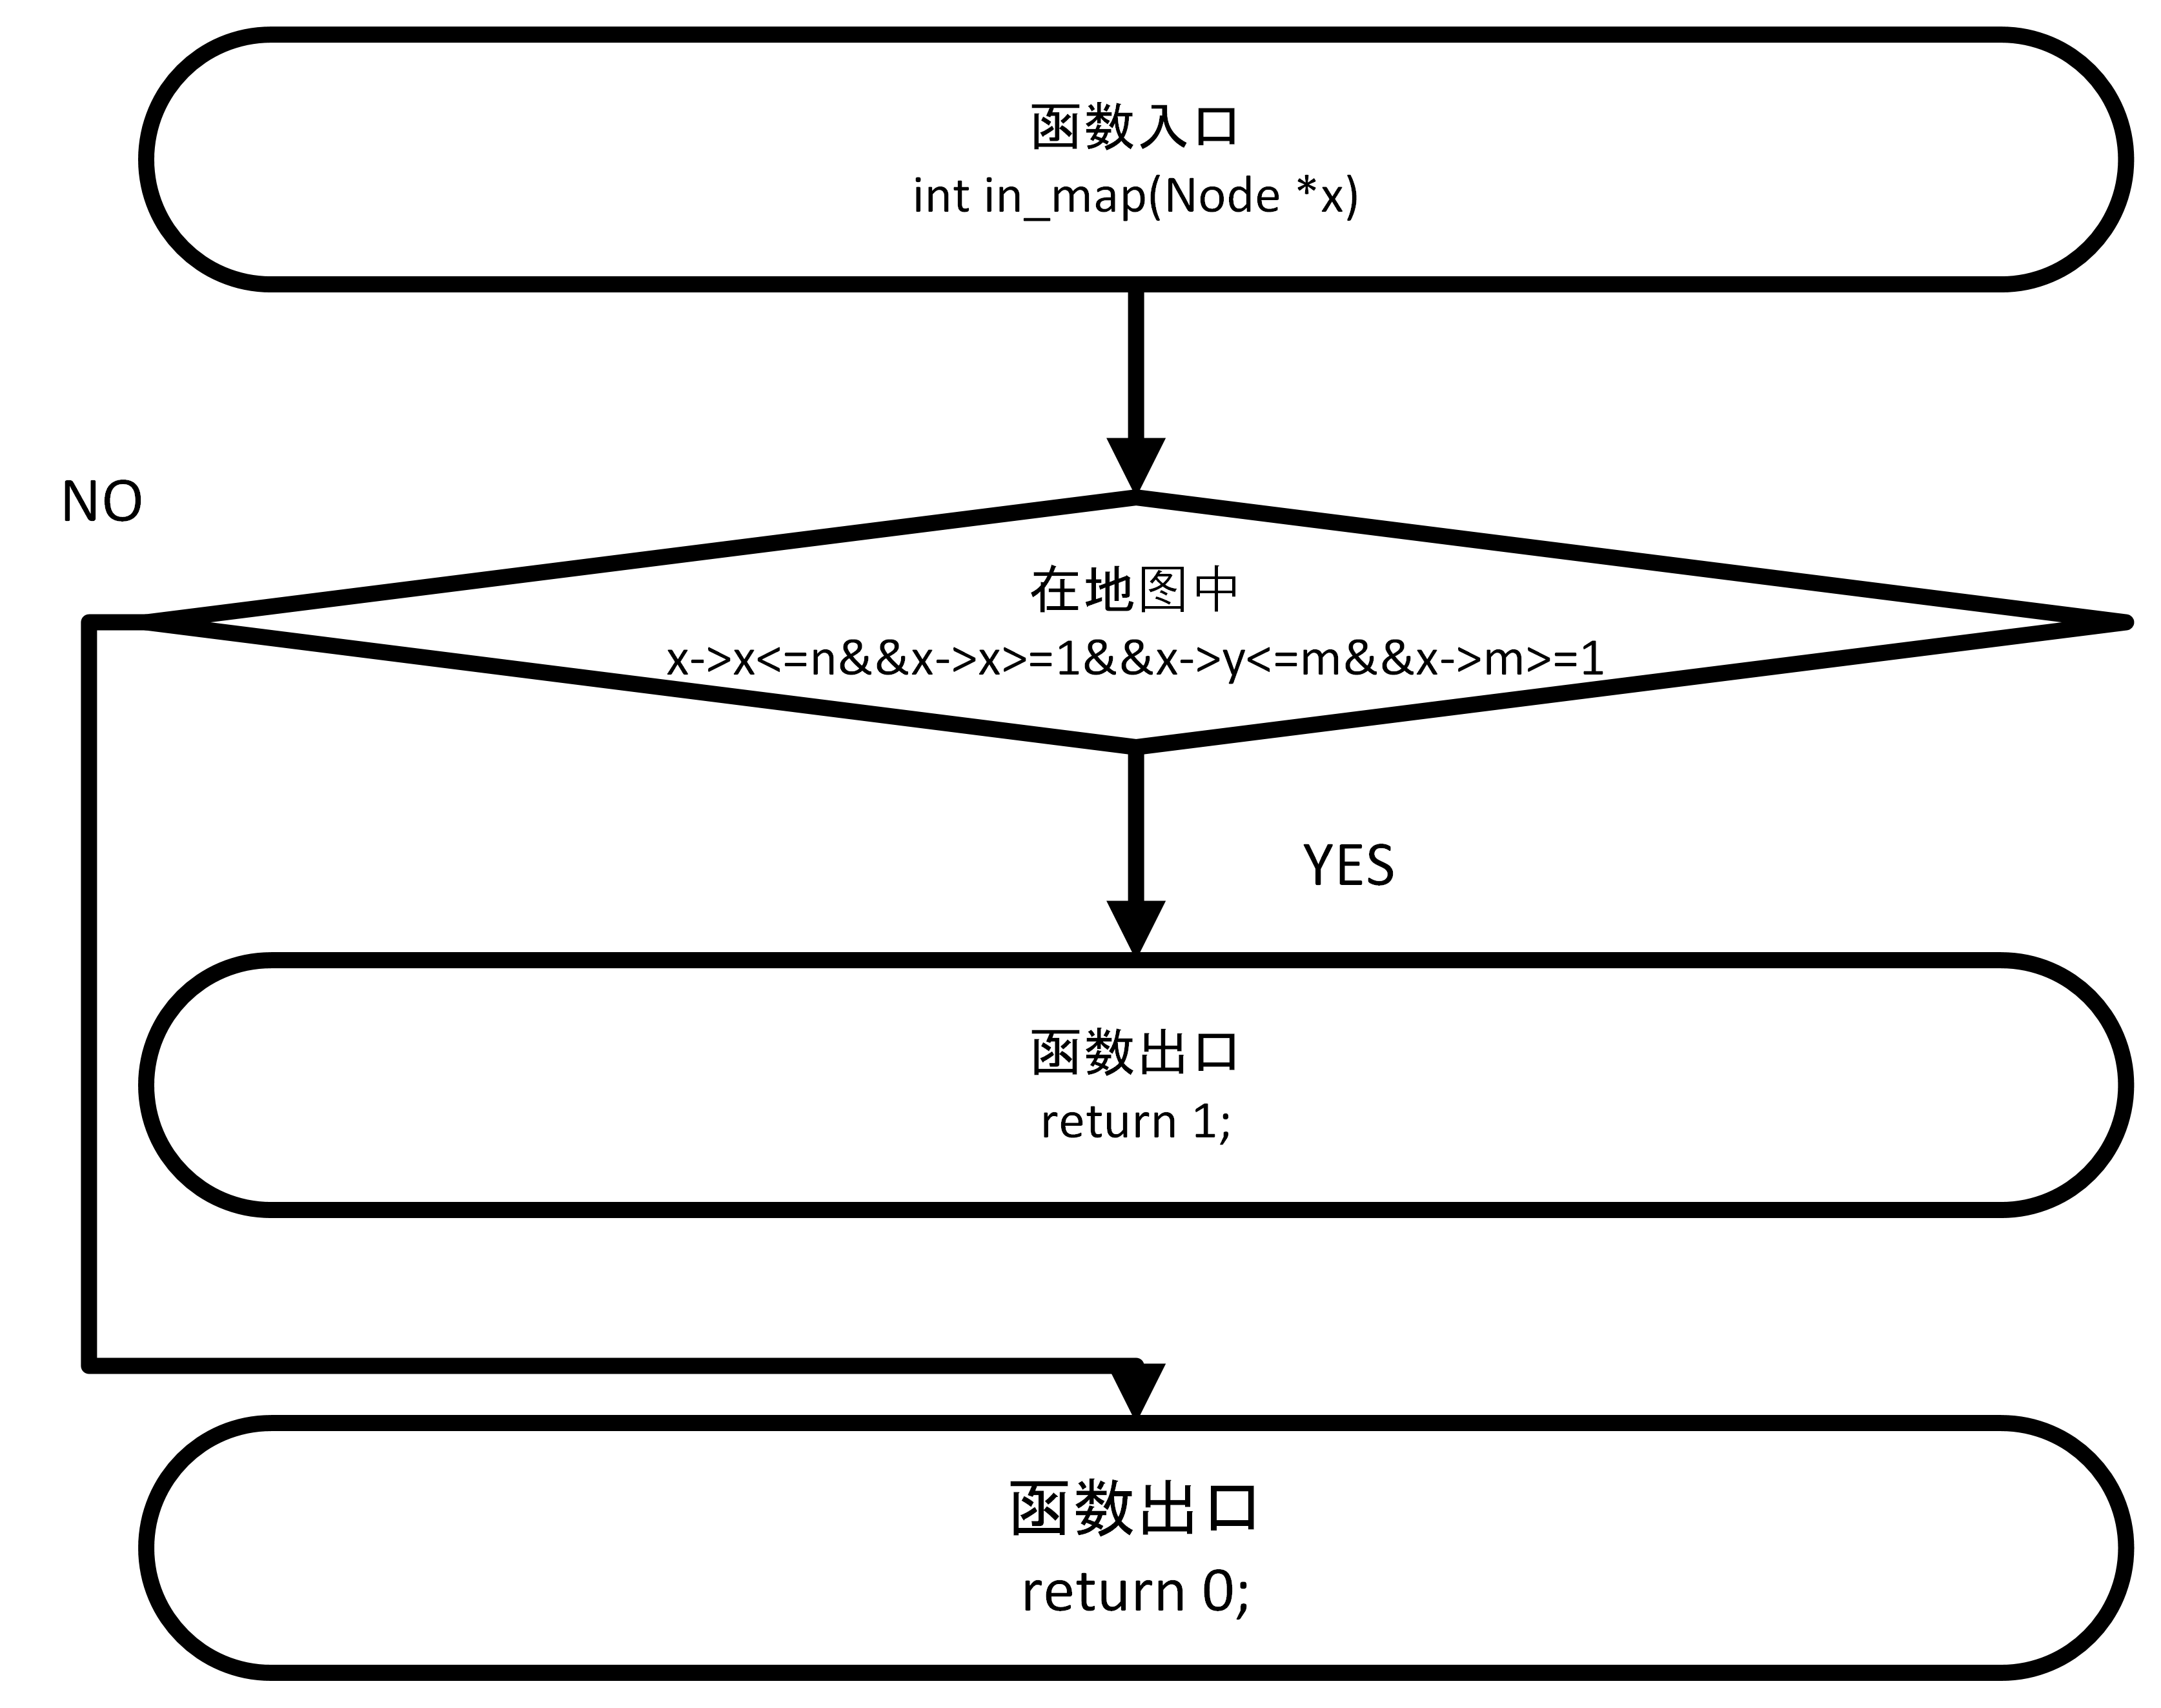 函数入口
int in_map(Node *x)
NO
在地图中
x->x<=n&&x->x>=1&&x->y<=m&&x->m>=1
YES
函数出口
return 1;
函数出口
return 0;